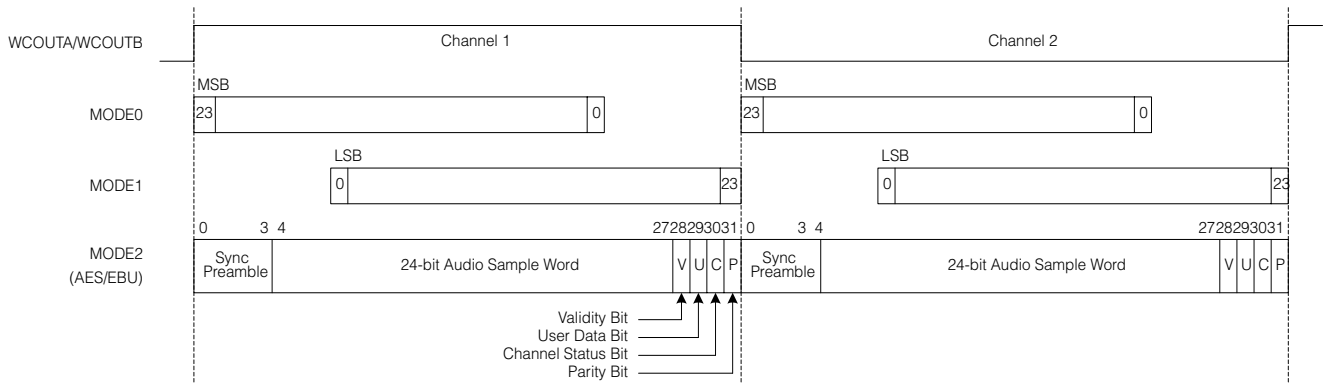 WCOUTA/WCOUTB Channel 1 Channel 2
MSB MSB
MODE0 23 0 23 0
LSB LSB
MODE1 0 23 0 23
0 3 4 2728293031 0 3 4 2728293031
MODE2
(AES/EBU)
Sync
Preamble
24-bit Audio Sample Word V U C P
Sync
Preamble
24-bit Audio Sample Word V U C P
Validity Bit
User Data Bit
Channel Status Bit
Parity Bit